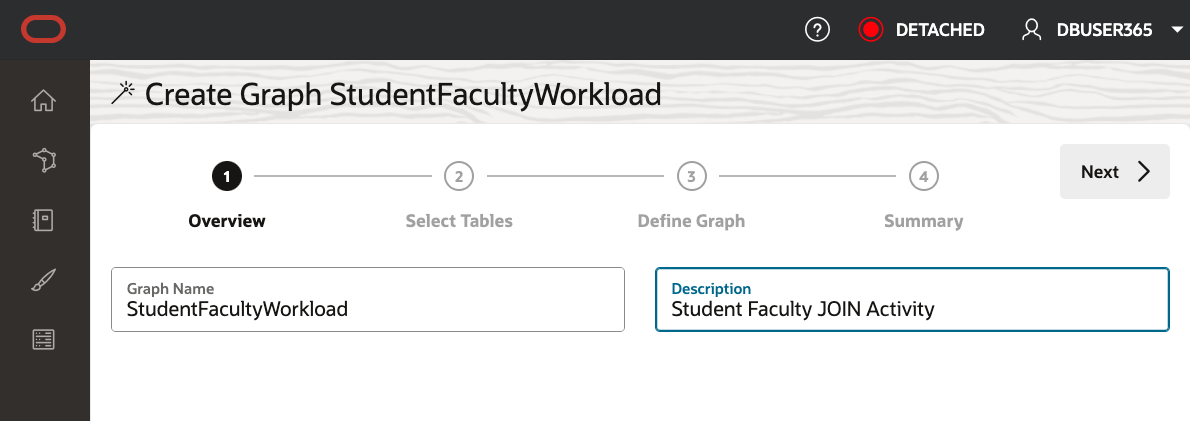 ? DETACHED DBUSER365
Create Graph StudentFacultyWorkload
1 2 3 4
Next
Overview Select Tables Define Graph Summary
Graph Name
StudentFacultyWorkload
Description
Student Faculty JOIN Activity